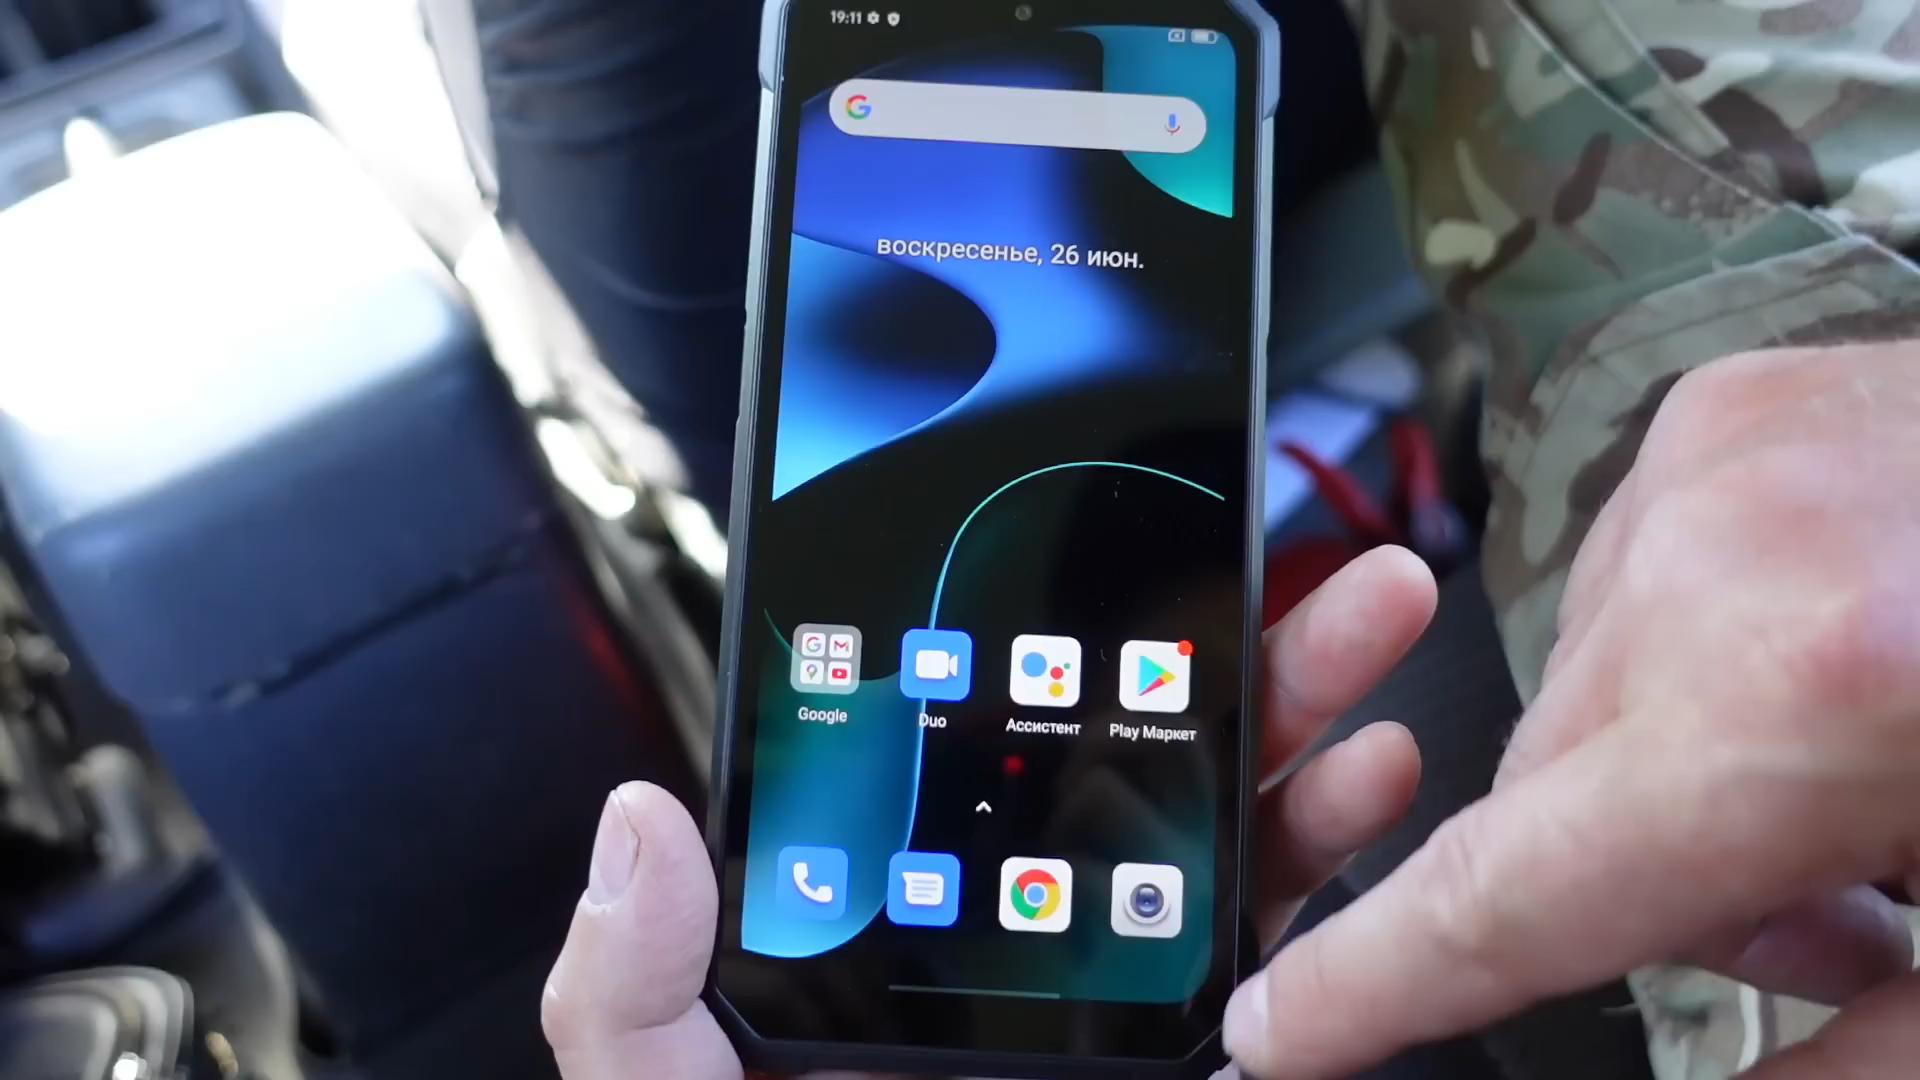 19:11
воскресенье, 26 июн.
Google
Duo
Ассистент
Play Маркет